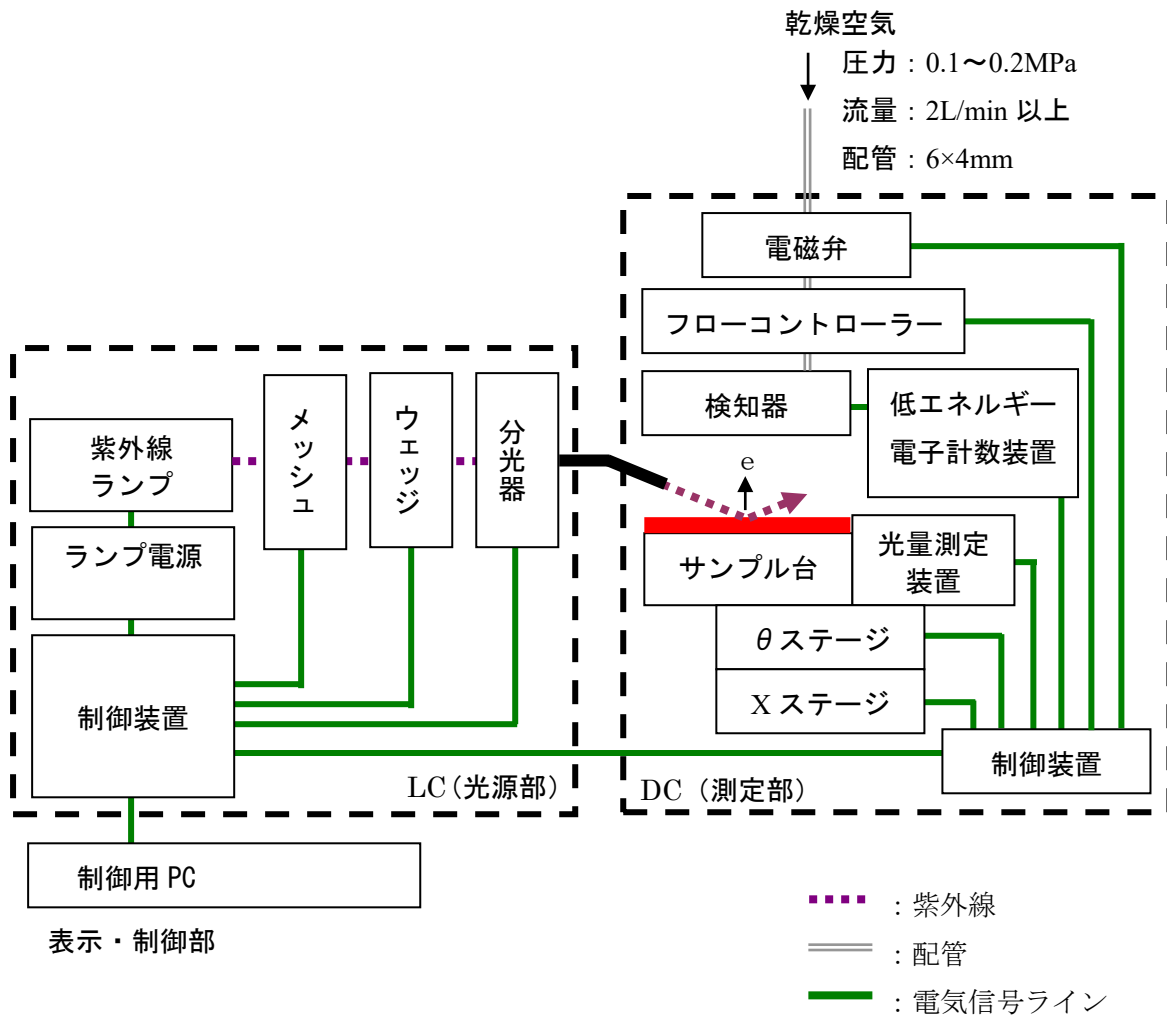 乾燥空気
圧力：0.1～0.2MPa
流量：2L/min 以上
配管：6×4mm
電磁弁
フローコントローラー
検知器
低エネルギー
電子計数装置
e
サンプル台
光量測定
装置
θ ステージ
X ステージ
制御装置
DC（測定部）
メッシュ
ウェッジ
分光器
紫外線
ランプ
ランプ電源
制御装置
LC（光源部）
制御用 PC
表示・制御部
：紫外線
：配管
：電気信号ライン